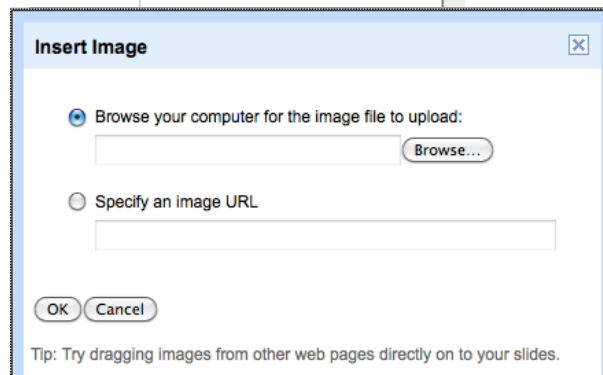 Insert Image
Browse your computer for the image file to upload:
Browse...
Specify an image URL
OK Cancel
Tip: Try dragging images from other web pages directly on to your slides.